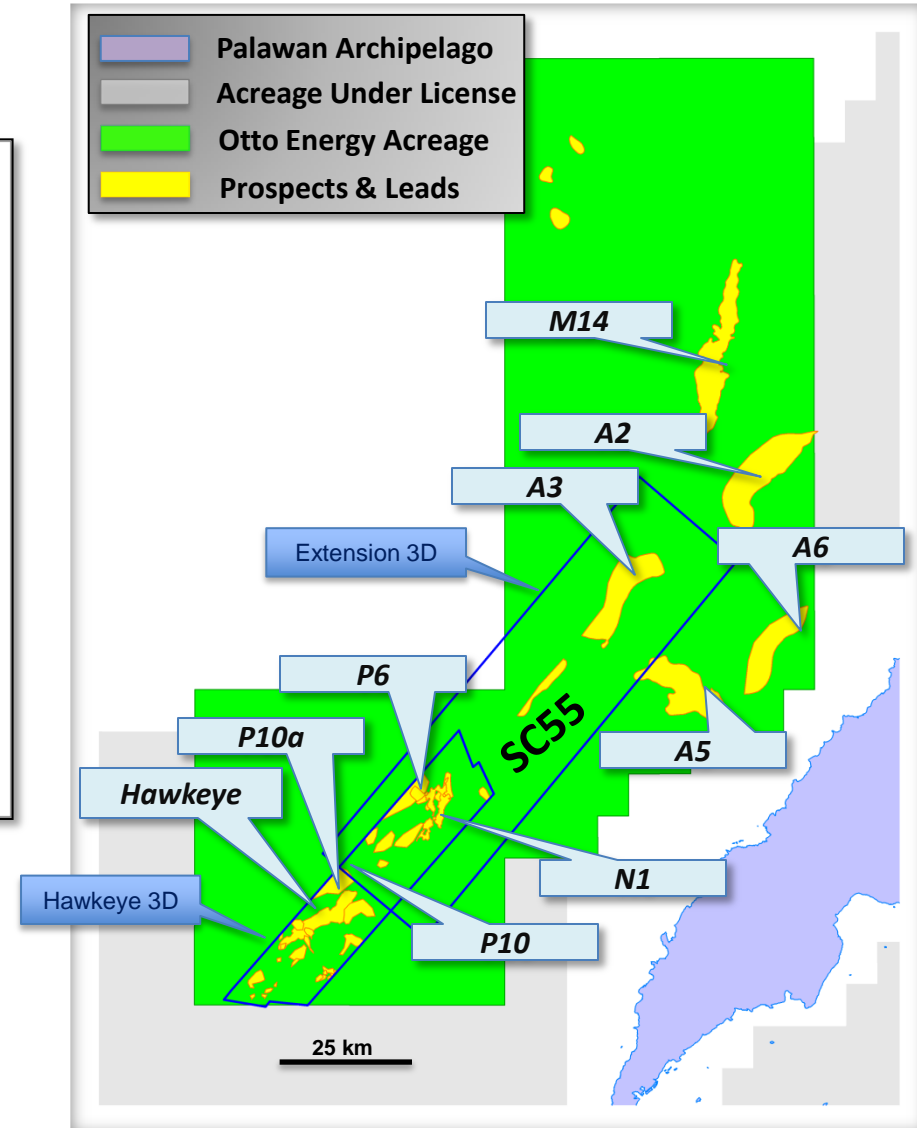 Palawan Archipelago
Acreage Under License
Otto Energy Acreage
Prospects & Leads
M14
A2
A3
A6
Extension 3D
P6
SC55
P10a
A5
Hawkeye
N1
Hawkeye 3D
P10
25 km